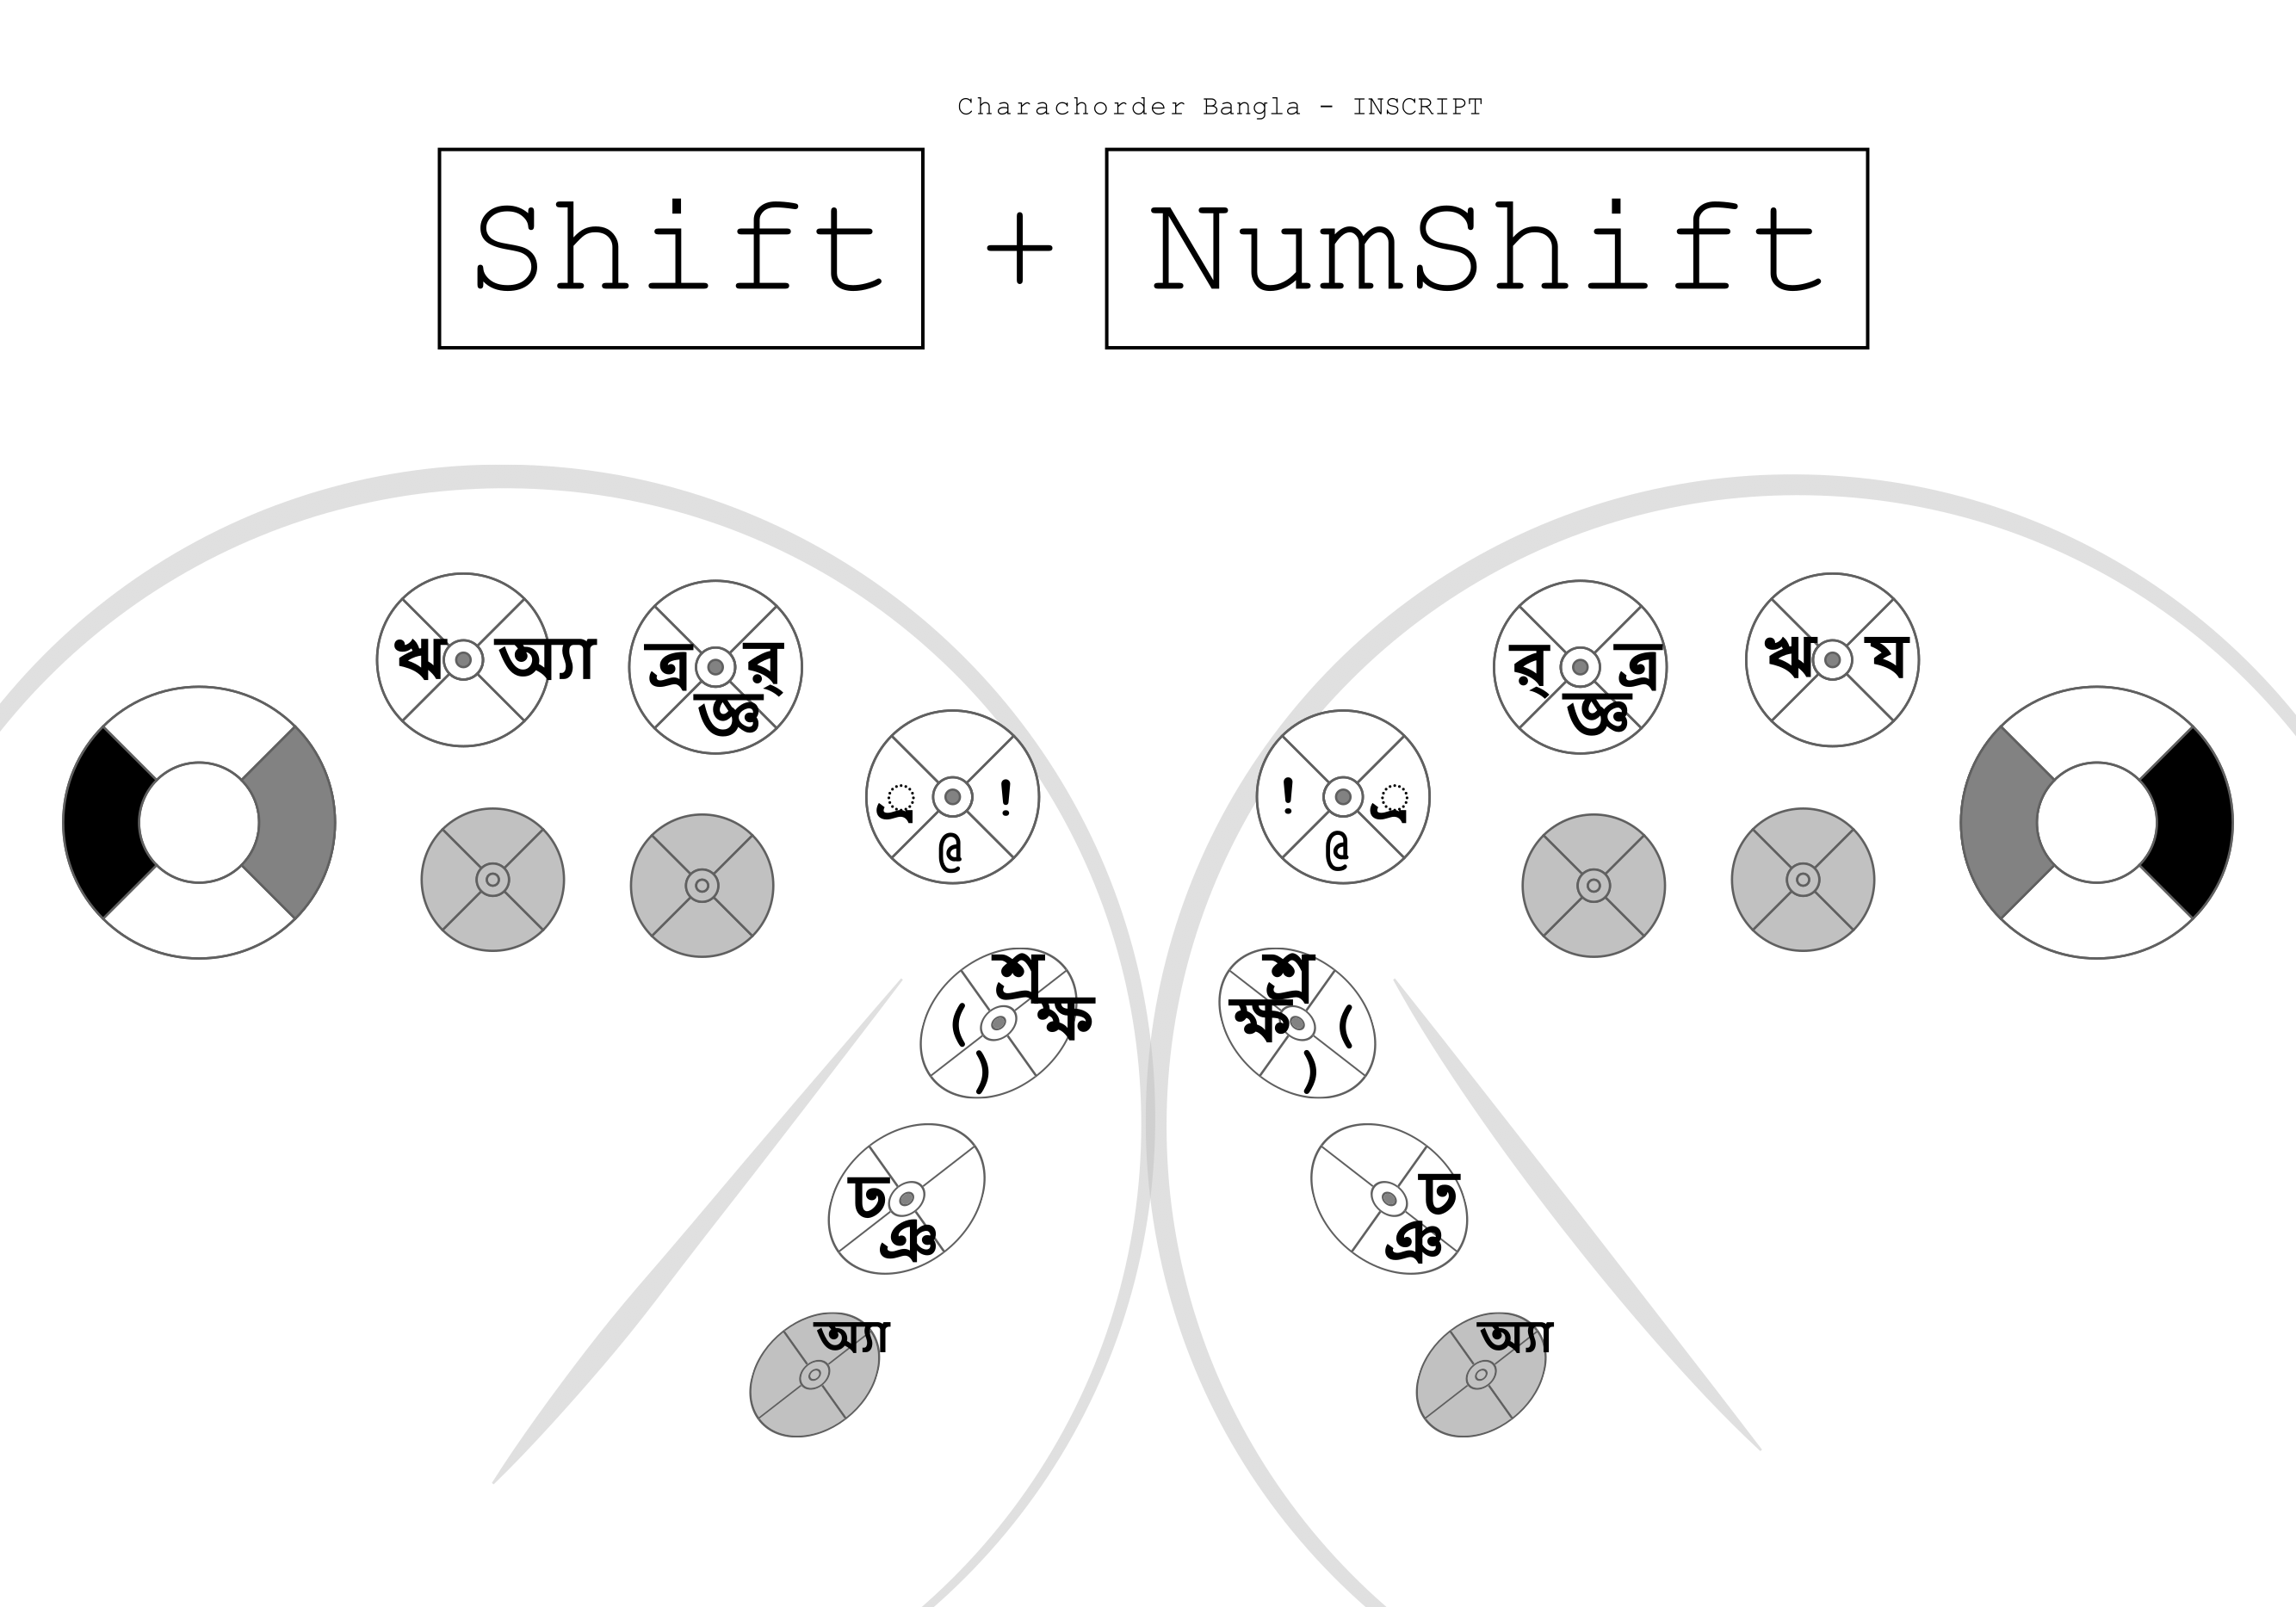 Charachorder Bangla - INSCRIPT
Shift + NumShift
ঋ অ্যা ত্র র্ জ্ঞ র্ ত্র জ্ঞ ঋ য
্র ! @ ! ্র @
শ্র ক্ষ ( ) শ্র ক্ষ ( )
ঢ ঞ ঢ ঞ
অ্যা অ্যা